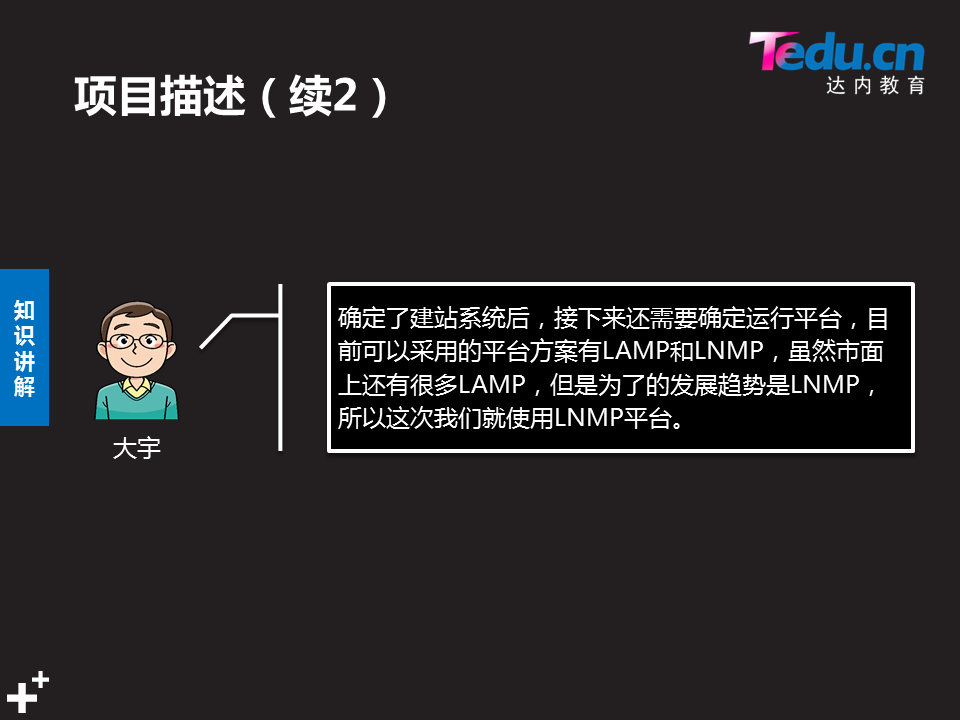 Tedu.cn
达内教育
项目描述（续2）
知识讲解
确定了建站系统后，接下来还需要确定运行平台，目
前可以采用的平台方案有LAMP和LNMP，虽然市面
上还有很多LAMP，但是为了的发展趋势是LNMP，
所以这次我们就使用LNMP平台。
大宇